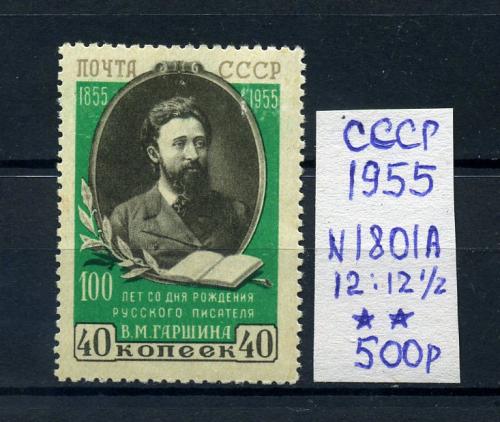 ПОЧТА СССР
1855 1955
100 ЛЕТ СО ДНЯ РОЖДЕНИЯ
РУССКОГО ПИСАТЕЛЯ
В.М.ГАРШИНА
40 КОПЕЕК 40
СССР
1955
N1801А
12:12½
★ ★
500р